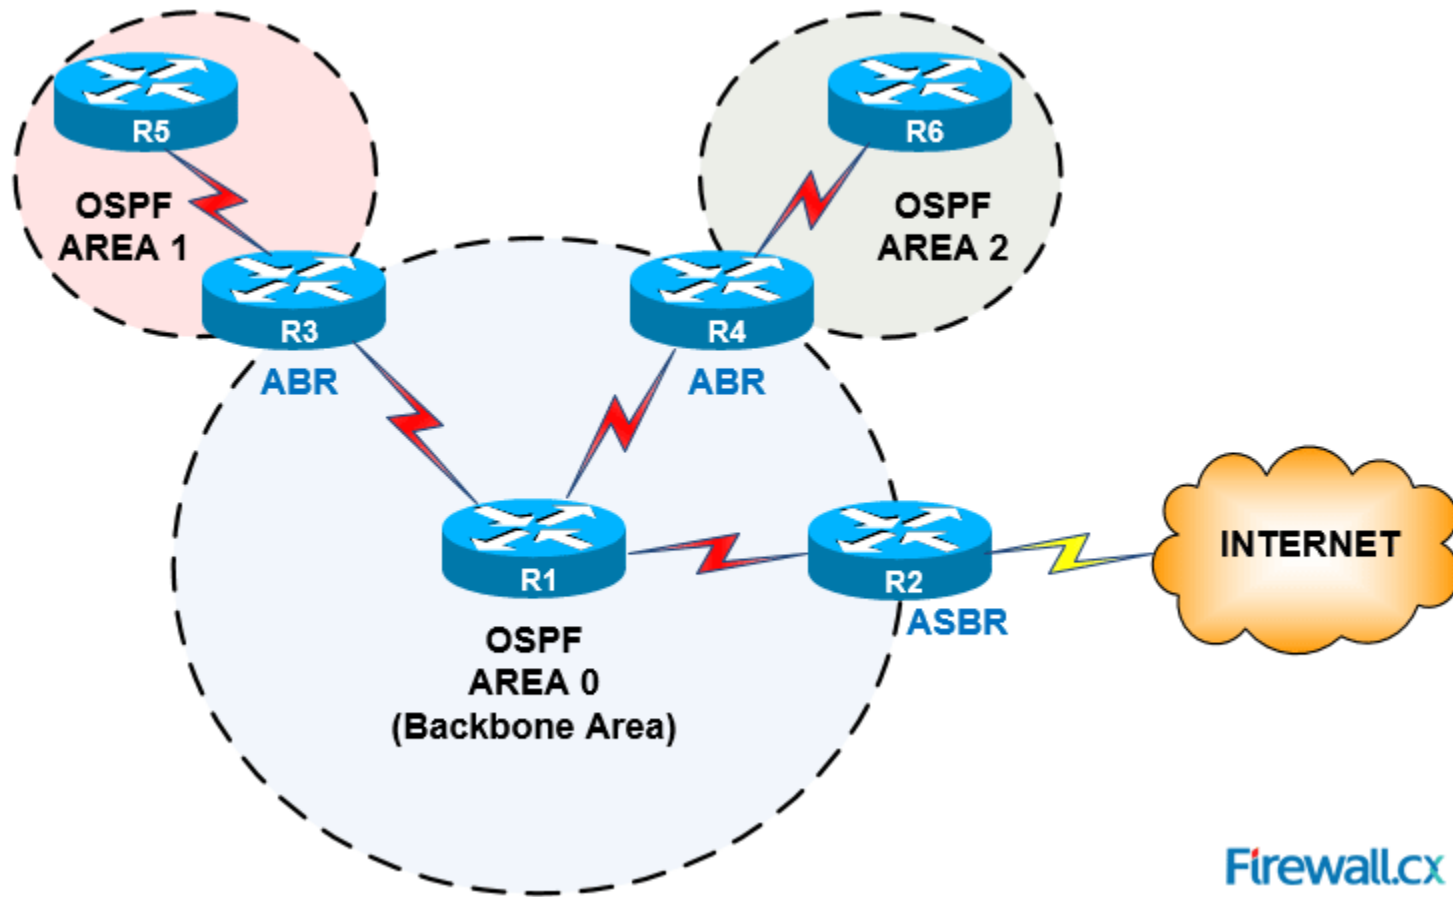 R5
R6
OSPF
AREA 1
OSPF
AREA 2
R3
R4
ABR
ABR
INTERNET
R1
R2
ASBR
OSPF
AREA 0
(Backbone Area)
Firewall.cx